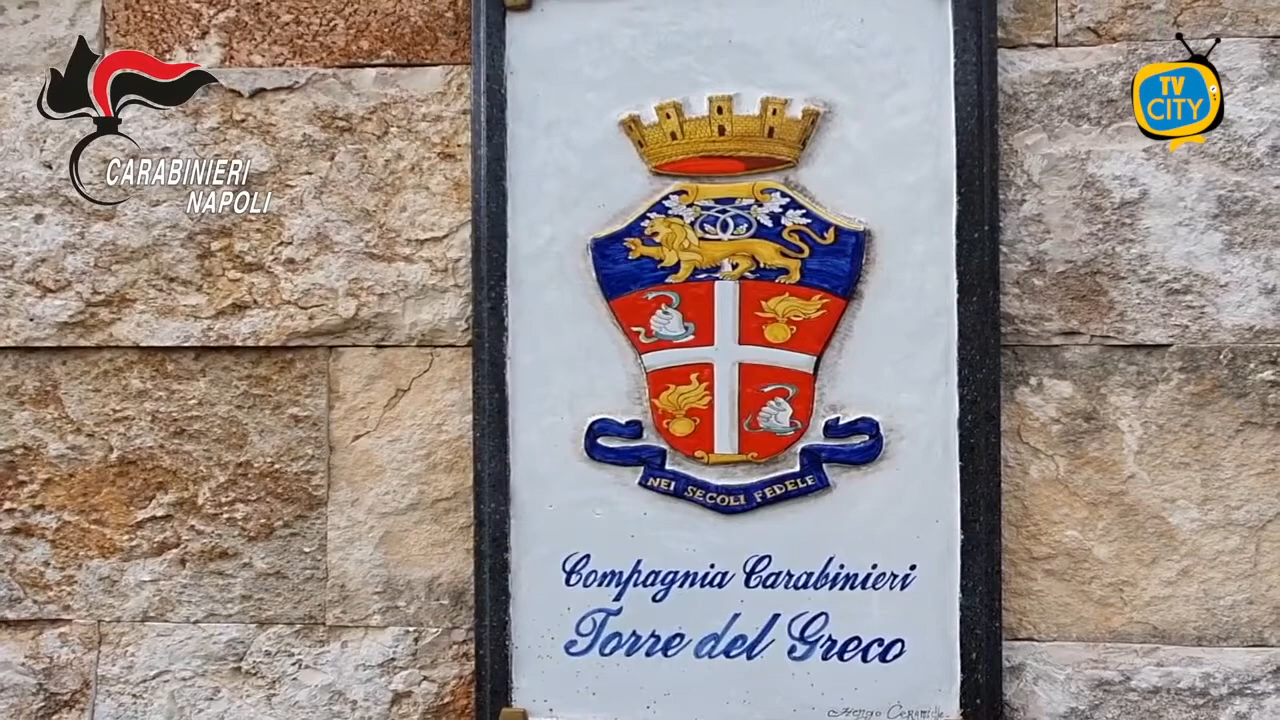 CARABINIERI
NAPOLI
TV
CITY
NEI SECOLI FEDELE
Compagnia Carabinieri
Torre del Greco